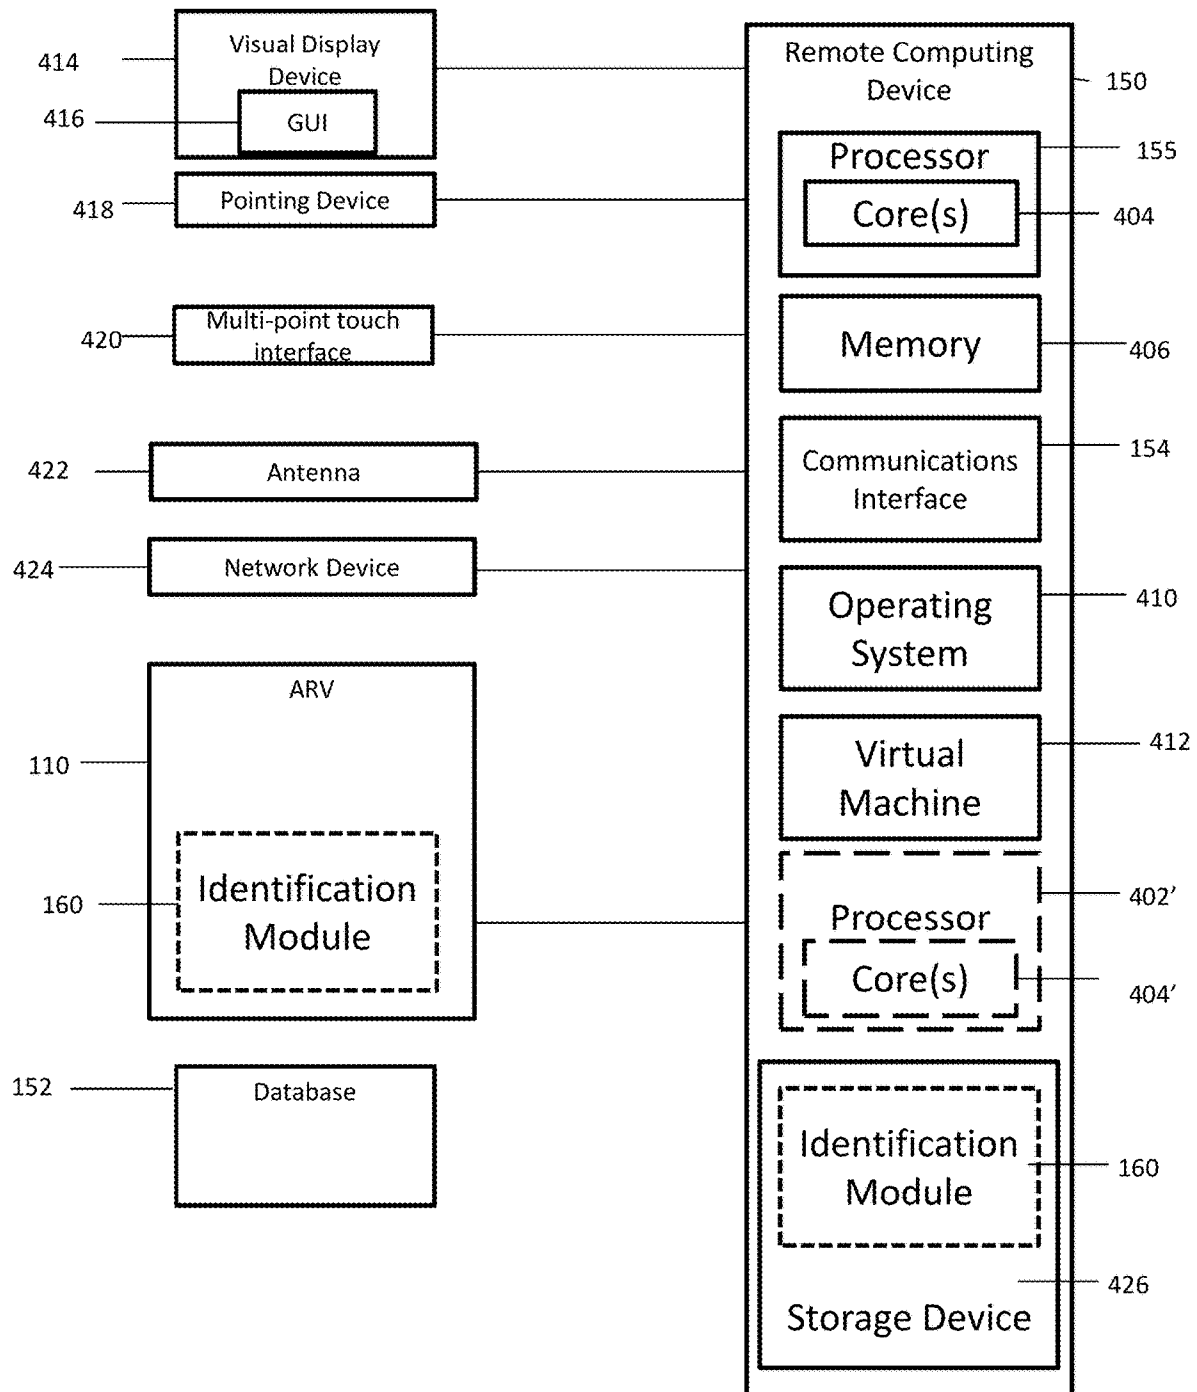 414
Visual Display
Device
416
GUI
418
Pointing Device
420
Multi-point touch
interface
422
Antenna
424
Network Device
ARV
110
160
Identification
Module
152
Database
Remote Computing
Device
150
Processor
155
Core(s)
404
Memory
406
Communications
Interface
154
Operating
System
410
Virtual
Machine
412
Processor
402'
Core(s)
404'
Identification
Module
160
426
Storage Device